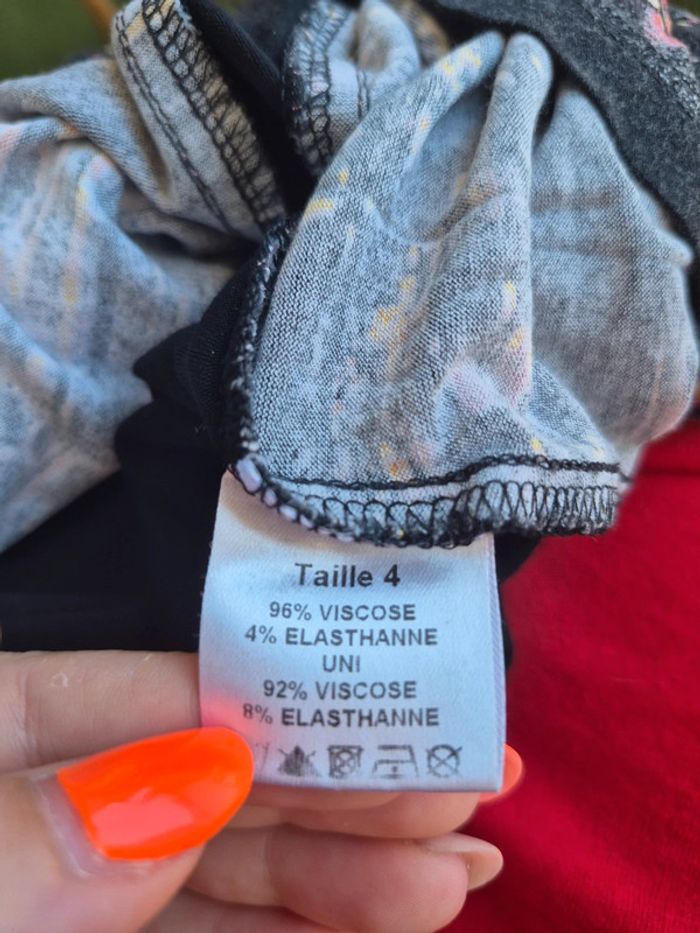 Taille 4
96% VISCOSE
4% ELASTHANNE
UNI
92% VISCOSE
8% ELASTHANNE